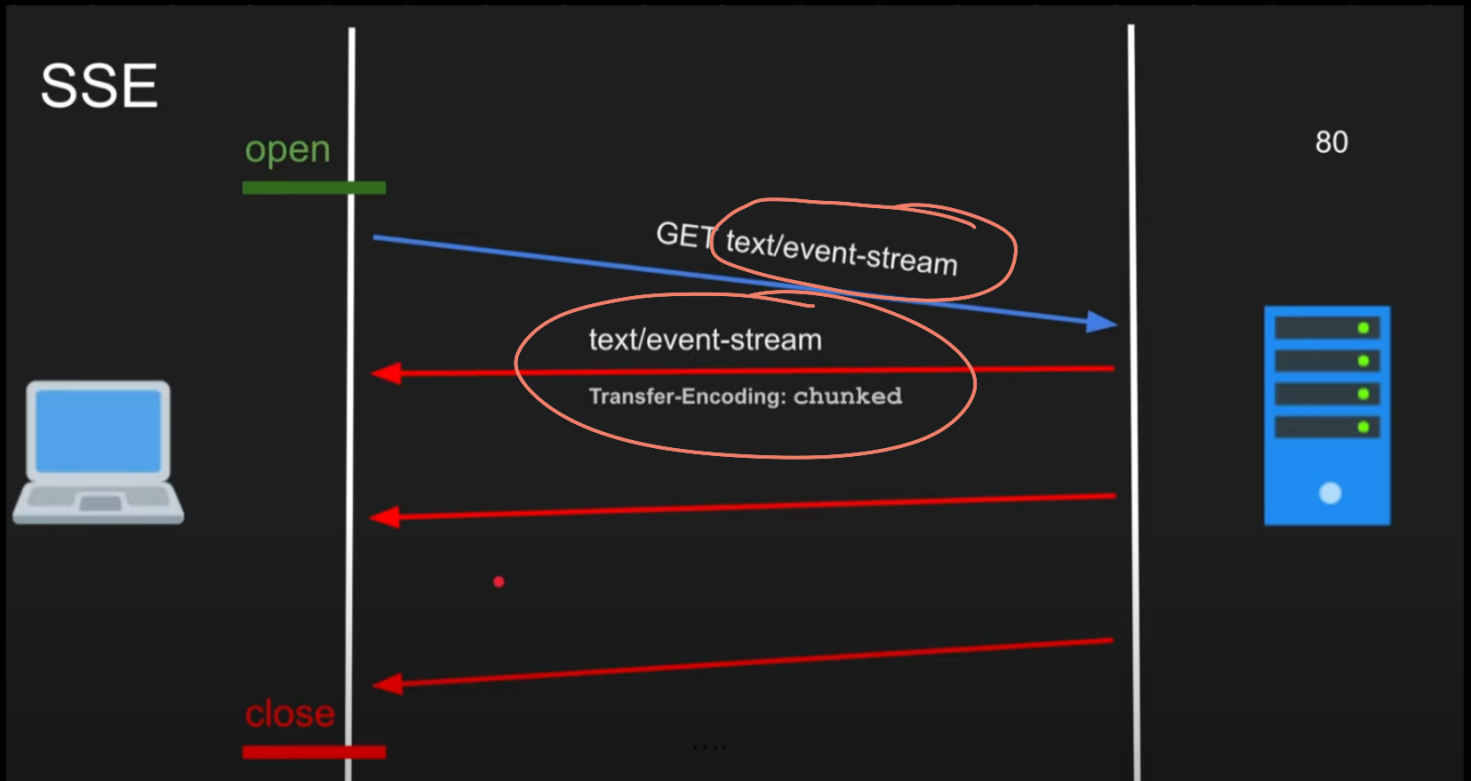 SSE
open
80
GET text/event-stream
text/event-stream
Transfer-Encoding: chunked
close
....